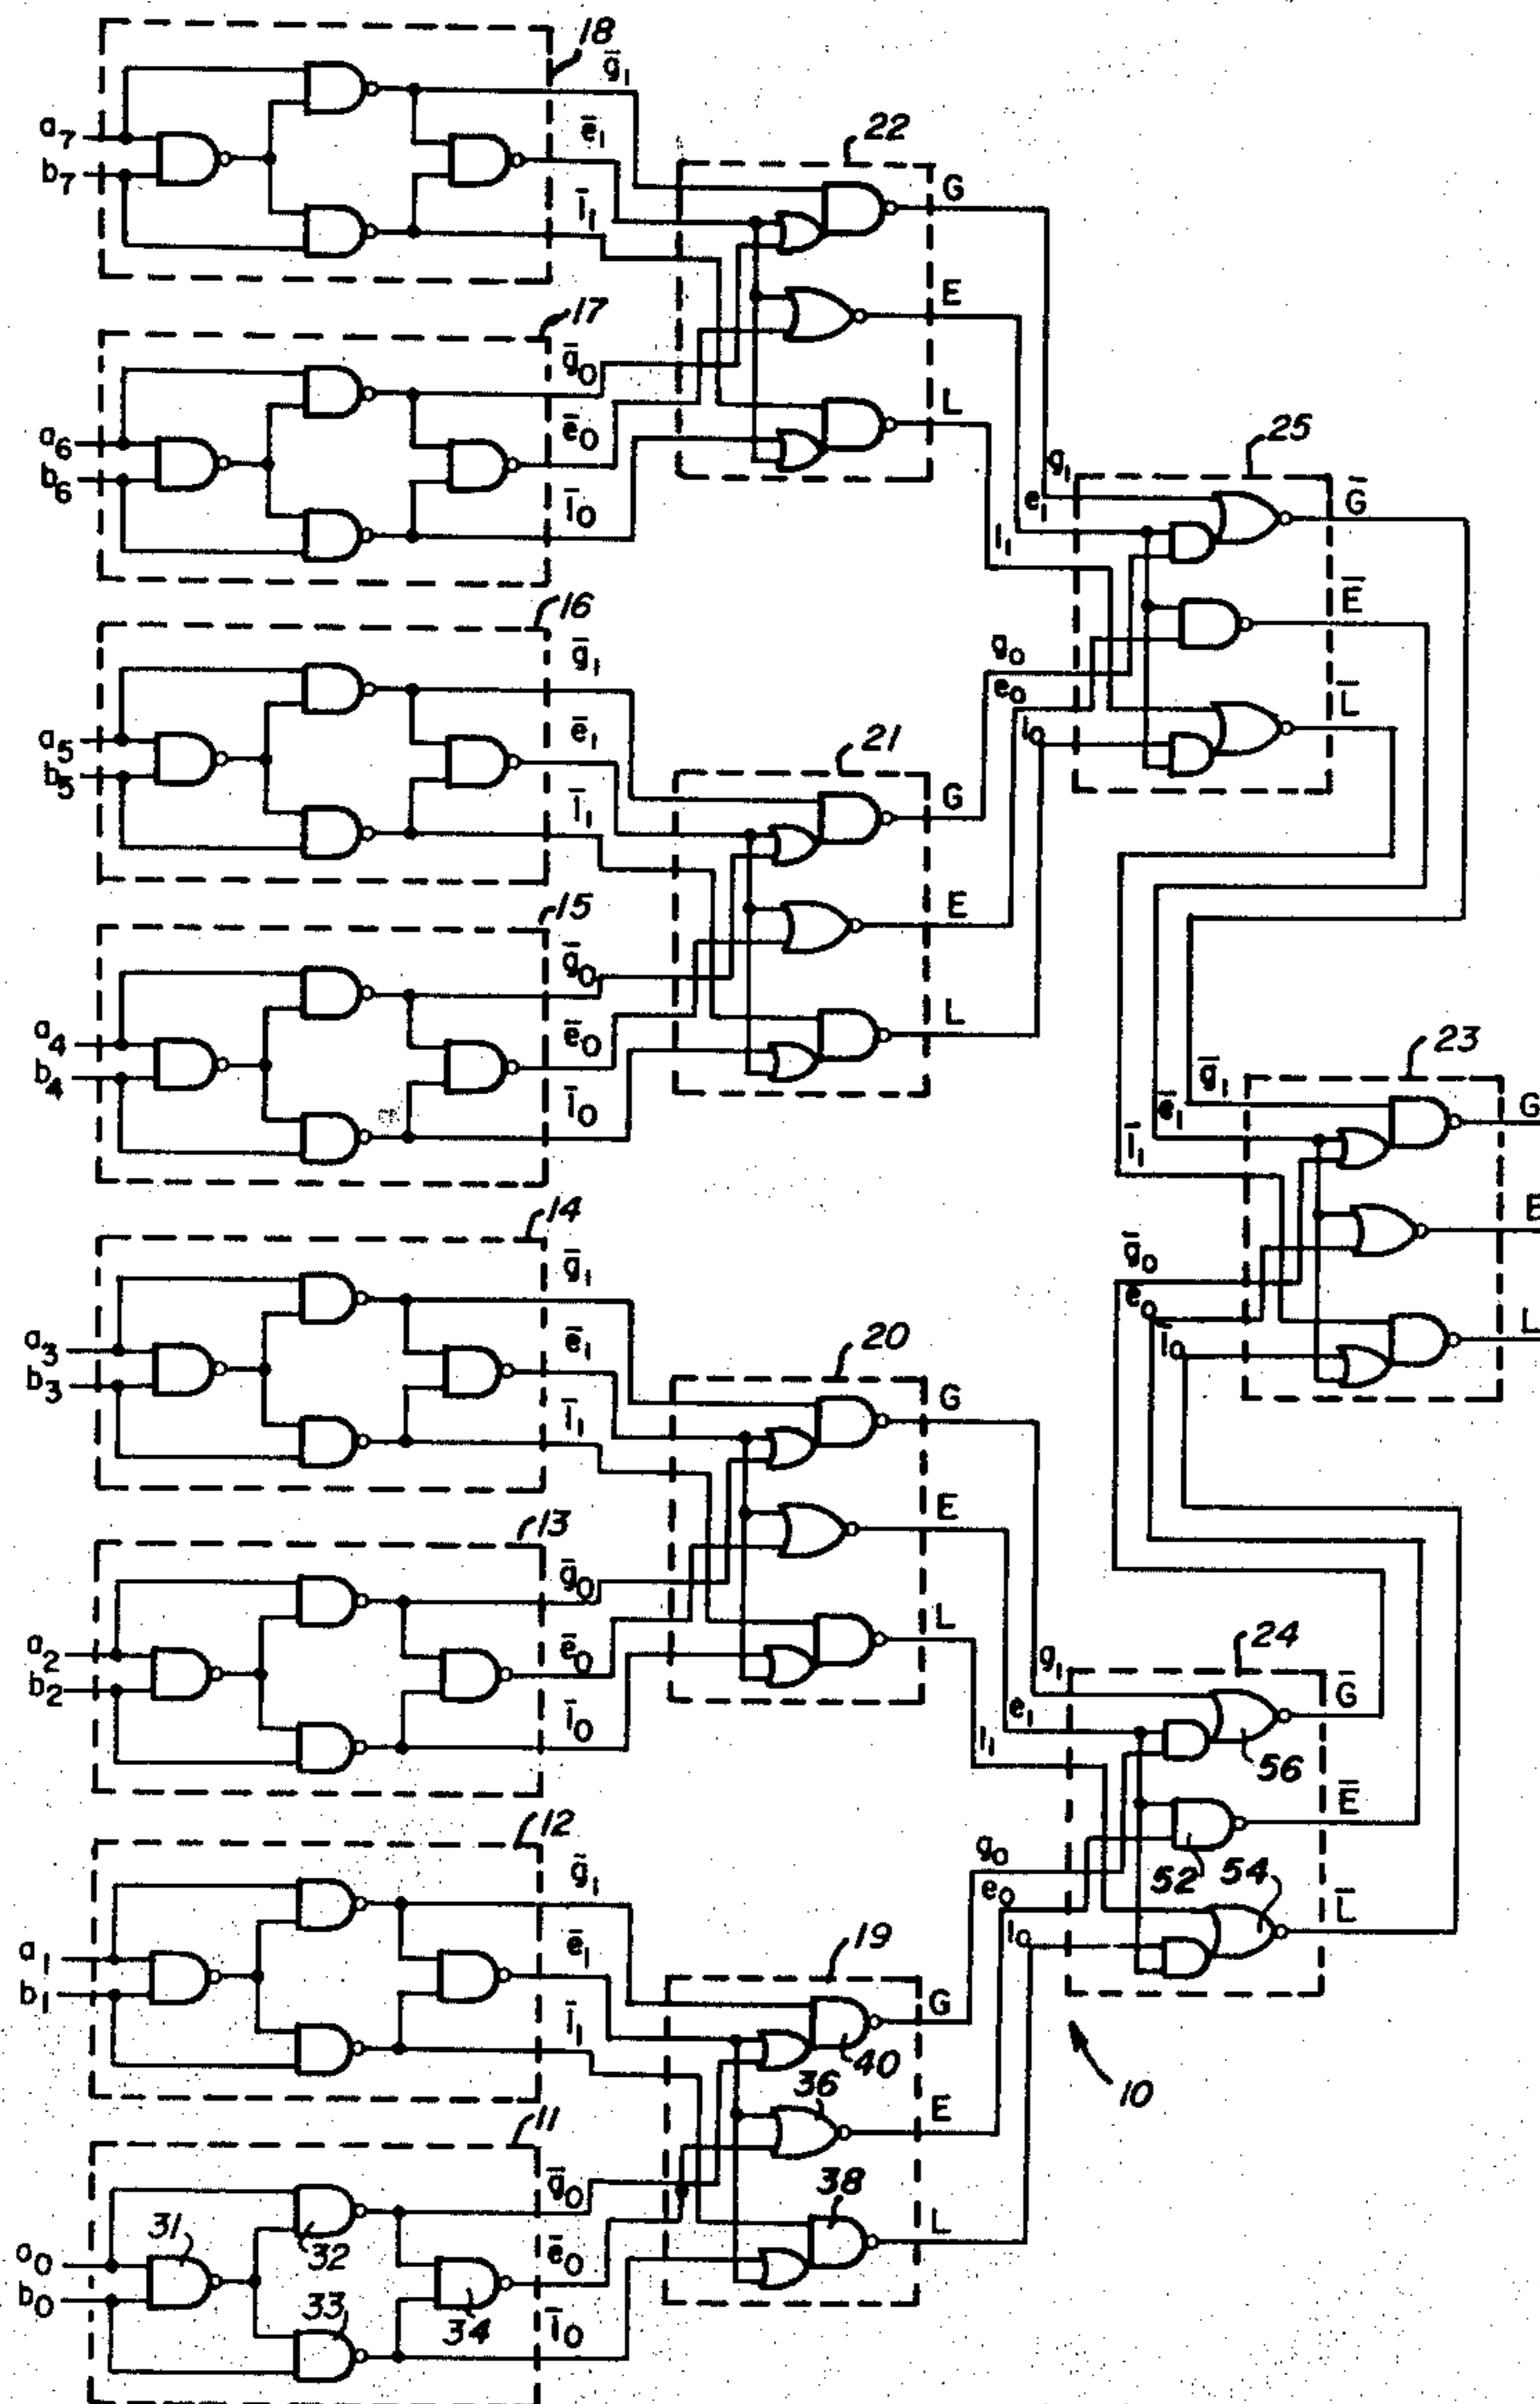 18
ḡ₁
a₇
b₇
ē₁
l̄₁
22
G
E
L
17
ḡ₀
a₆
b₆
ē₀
l̄₀
25
g₁
e₁
l₁
G̅
E̅
L̅
16
ḡ₁
a₅
b₅
ē₁
l̄₁
21
G
E
L
g₀
e₀
l₀
15
ḡ₀
a₄
b₄
ē₀
l̄₀
23
ḡ₁
ē₁
l̄₁
G
E
L
ḡ₀
e₀
l̄₀
14
ḡ₁
a₃
b₃
ē₁
l̄₁
20
G
E
L
13
ḡ₀
a₂
b₂
ē₀
l̄₀
24
g₁
e₁
l₁
G̅
56
E̅
52
54
L̅
12
ḡ₁
a₁
b₁
ē₁
l̄₁
19
G
40
36
E
38
L
g₀
e₀
l₀
10
11
ḡ₀
a₀
b₀
31
32
33
34
ē₀
l̄₀